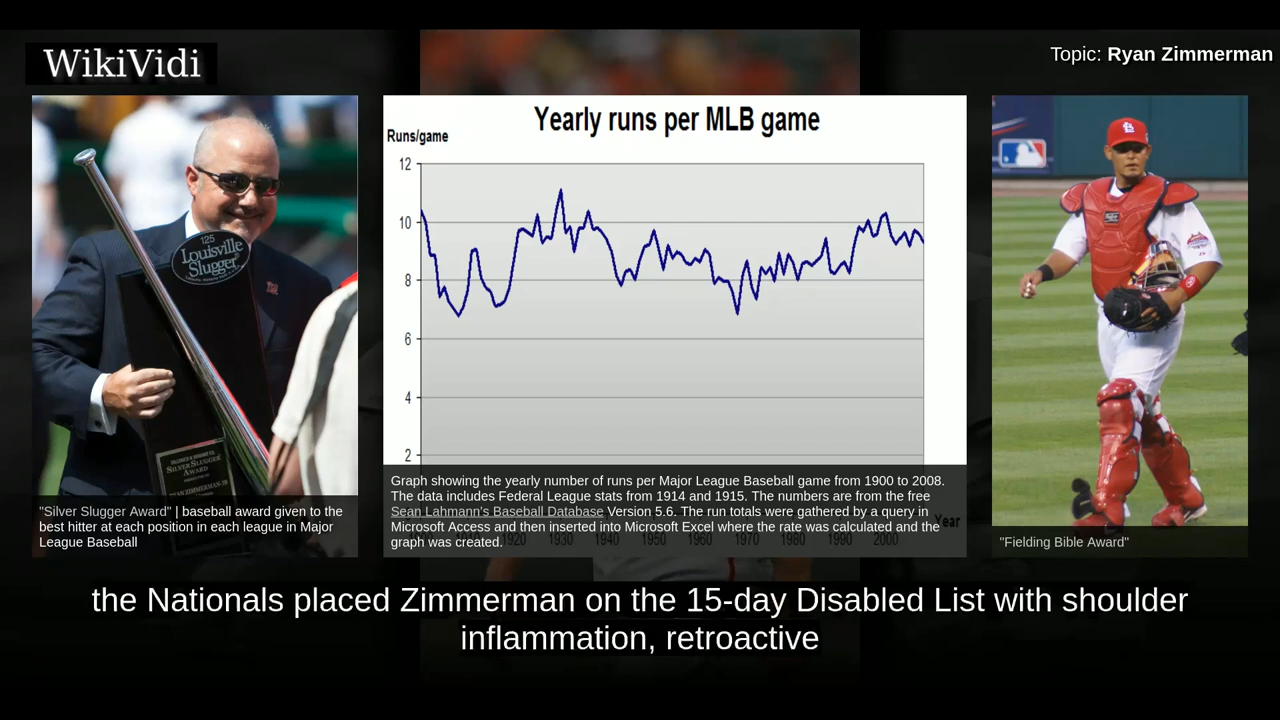 WikiVidi
Topic: Ryan Zimmerman
125
Louisville
Slugger
SILVER SLUGGER
AWARD
"Silver Slugger Award" | baseball award given to the
best hitter at each position in each league in Major
League Baseball
Yearly runs per MLB game
Runs/game
12
10
8
6
4
2
Graph showing the yearly number of runs per Major League Baseball game from 1900 to 2008.
The data includes Federal League stats from 1914 and 1915. The numbers are from the free
Sean Lahmann's Baseball Database Version 5.6. The run totals were gathered by a query in
Microsoft Access and then inserted into Microsoft Excel where the rate was calculated and the
graph was created.
Year
1900 1910 1920 1930 1940 1950 1960 1970 1980 1990 2000
"Fielding Bible Award"
the Nationals placed Zimmerman on the 15-day Disabled List with shoulder
inflammation, retroactive